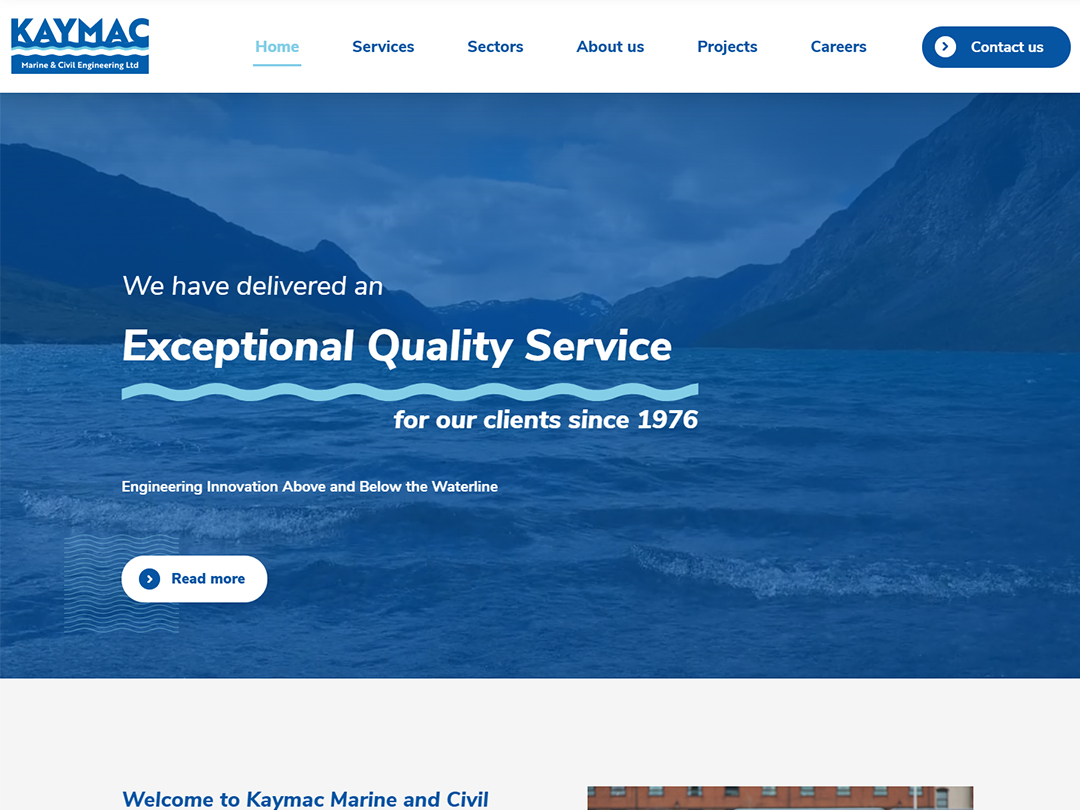 KAYMAC
Marine & Civil Engineering Ltd
Home
Services
Sectors
About us
Projects
Careers
Contact us
We have delivered an
Exceptional Quality Service
for our clients since 1976
Engineering Innovation Above and Below the Waterline
Read more
Welcome to Kaymac Marine and Civil